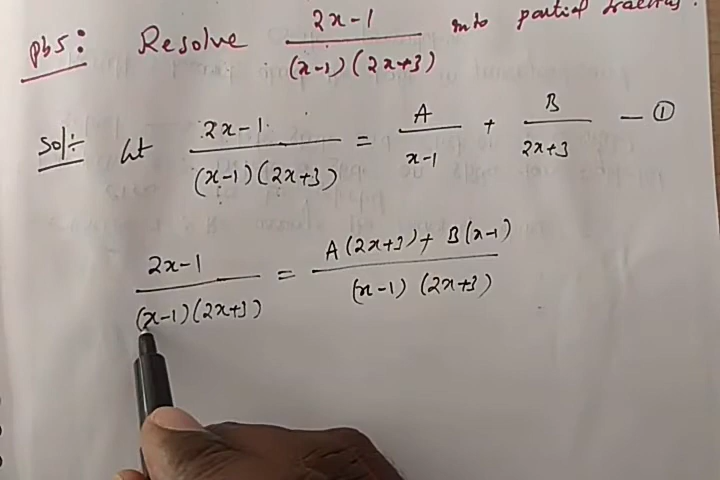 pb5: Resolve (2x-1)/((x-1)(2x+3)) into partial fractions.
Sol:- Let (2x-1)/((x-1)(2x+3)) = A/(x-1) + B/(2x+3) — ①
(2x-1)/((x-1)(2x+3)) = (A(2x+3)+ B(x-1))/((x-1)(2x+3))